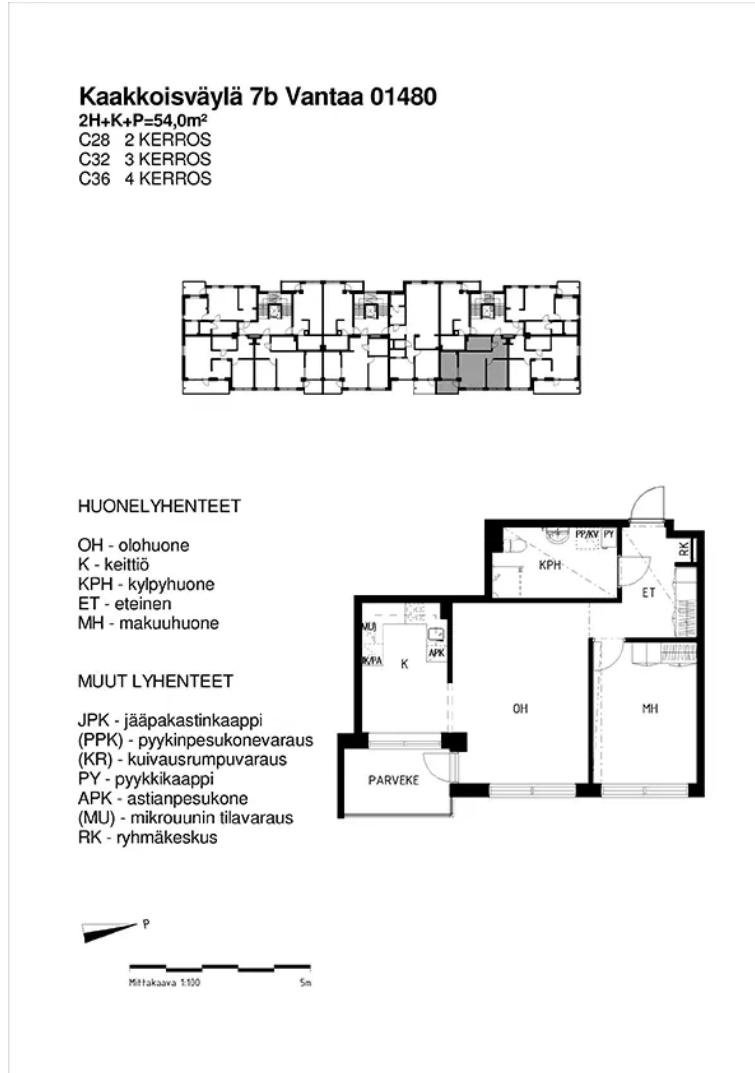 Kaakkoisväylä 7b Vantaa 01480
2H+K+P=54,0m²
C28 2 KERROS
C32 3 KERROS
C36 4 KERROS
HUONELYHENTEET
OH - olohuone
K - keittiö
KPH - kylpyhuone
ET - eteinen
MH - makuuhuone
MUUT LYHENTEET
JPK - jääpakastinkaappi
(PPK) - pyykinpesukonevaraus
(KR) - kuivausrumpuvaraus
PY - pyykkikaappi
APK - astianpesukone
(MU) - mikrouunin tilavaraus
RK - ryhmäkeskus
PP/KV
PY
RK
KPH
ET
MU
JK/PA
K
APK
OH
MH
PARVEKE
P
Mittakaava 1:100
5m